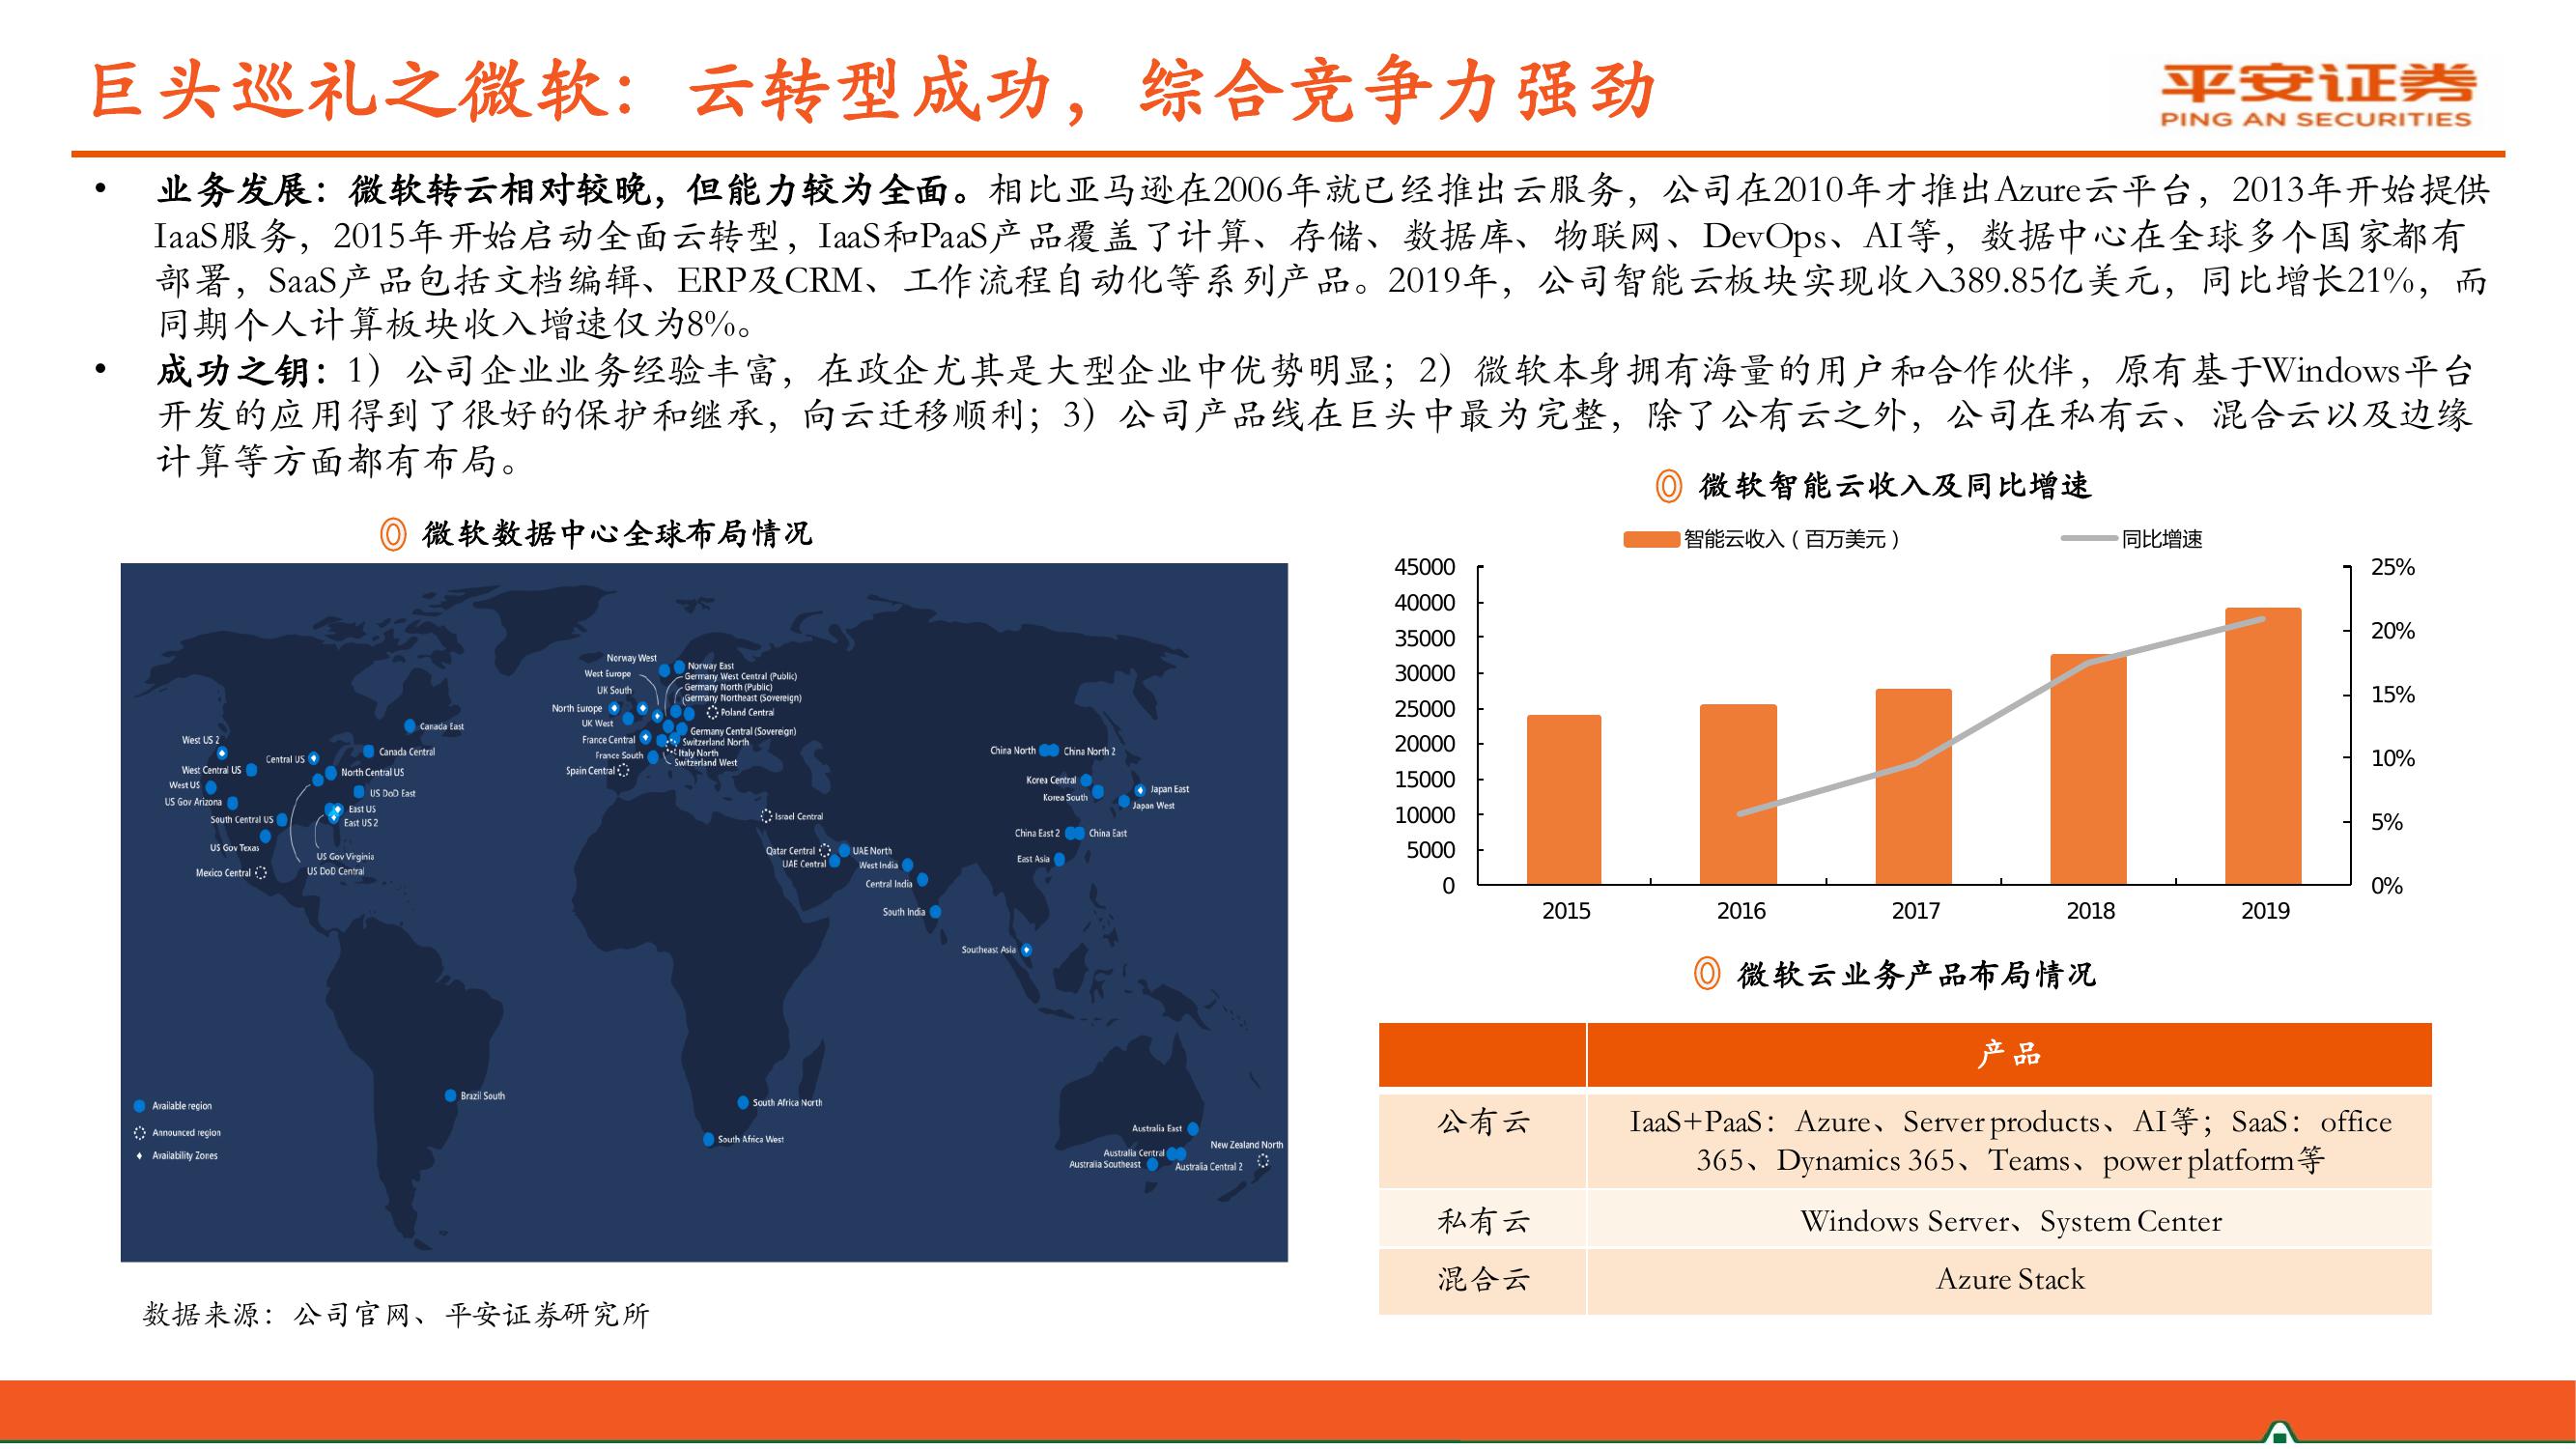 巨头巡礼之微软：云转型成功，综合竞争力强劲
平安证券
PING AN SECURITIES
• 业务发展：微软转云相对较晚，但能力较为全面。相比亚马逊在2006年就已经推出云服务，公司在2010年才推出Azure云平台，2013年开始提供
IaaS服务，2015年开始启动全面云转型，IaaS和PaaS产品覆盖了计算、存储、数据库、物联网、DevOps、AI等，数据中心在全球多个国家都有
部署，SaaS产品包括文档编辑、ERP及CRM、工作流程自动化等系列产品。2019年，公司智能云板块实现收入389.85亿美元，同比增长21%，而
同期个人计算板块收入增速仅为8%。
• 成功之钥：1）公司企业业务经验丰富，在政企尤其是大型企业中优势明显；2）微软本身拥有海量的用户和合作伙伴，原有基于Windows平台
开发的应用得到了很好的保护和继承，向云迁移顺利；3）公司产品线在巨头中最为完整，除了公有云之外，公司在私有云、混合云以及边缘
计算等方面都有布局。
微软数据中心全球布局情况
Norway West
Norway East
West Europe
Germany West Central (Public)
UK South
Germany North (Public)
Germany Northeast (Sovereign)
North Europe
Poland Central
UK West
Germany Central (Sovereign)
France Central
Switzerland North
Italy North
France South
Switzerland West
Spain Central
Canada East
West US 2
Canada Central
Central US
West Central US
North Central US
West US
US DoD East
US Gov Arizona
East US
South Central US
East US 2
US Gov Texas
US Gov Virginia
Mexico Central
US DoD Central
China North
China North 2
Korea Central
Japan East
Korea South
Japan West
Israel Central
China East 2
China East
Qatar Central
UAE North
East Asia
UAE Central
West India
Central India
South India
Southeast Asia
Brazil South
South Africa North
South Africa West
Australia East
New Zealand North
Australia Central
Australia Southeast
Australia Central 2
Available region
Announced region
Availability Zones
数据来源：公司官网、平安证券研究所
微软智能云收入及同比增速
智能云收入（百万美元） 同比增速
45000
40000
35000
30000
25000
20000
15000
10000
5000
0
25%
20%
15%
10%
5%
0%
2015 2016 2017 2018 2019
微软云业务产品布局情况
产品
公有云 IaaS+PaaS：Azure、Server products、AI等；SaaS：office
365、Dynamics 365、Teams、power platform等
私有云 Windows Server、System Center
混合云 Azure Stack